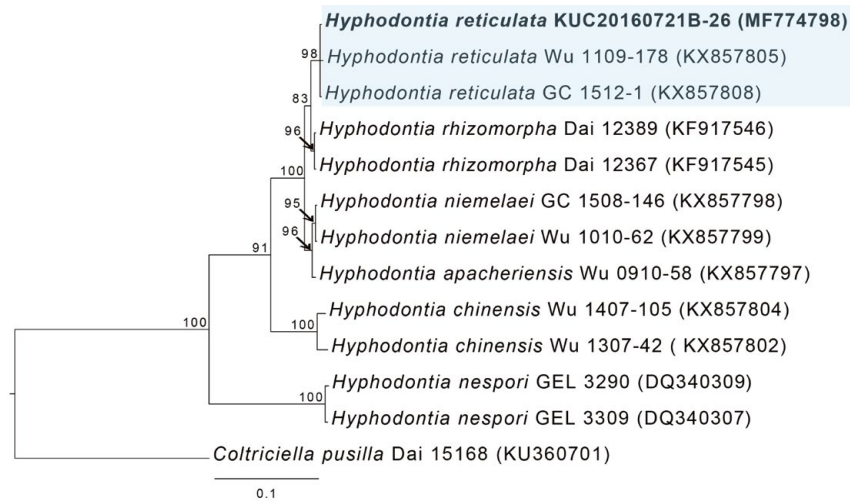 Hyphodontia reticulata KUC20160721B-26 (MF774798)
98
Hyphodontia reticulata Wu 1109-178 (KX857805)
Hyphodontia reticulata GC 1512-1 (KX857808)
83
Hyphodontia rhizomorpha Dai 12389 (KF917546)
96
Hyphodontia rhizomorpha Dai 12367 (KF917545)
100
Hyphodontia niemelaei GC 1508-146 (KX857798)
95
Hyphodontia niemelaei Wu 1010-62 (KX857799)
96
91
Hyphodontia apacheriensis Wu 0910-58 (KX857797)
Hyphodontia chinensis Wu 1407-105 (KX857804)
100
100
Hyphodontia chinensis Wu 1307-42 ( KX857802)
Hyphodontia nespori GEL 3290 (DQ340309)
100
Hyphodontia nespori GEL 3309 (DQ340307)
Coltriciella pusilla Dai 15168 (KU360701)
0.1